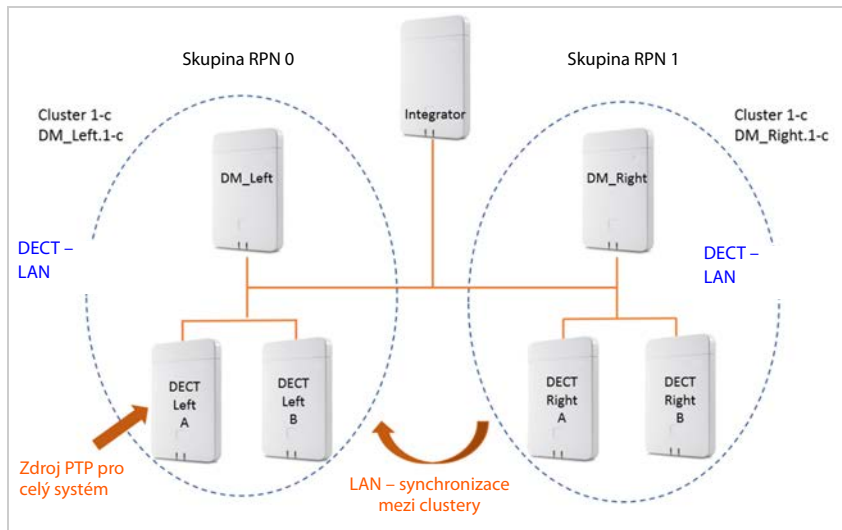 Skupina RPN 0
Skupina RPN 1
Integrator
Cluster 1-c
DM_Left.1-c
Cluster 1-c
DM_Right.1-c
DM_Left
DM_Right
DECT –
LAN
DECT –
LAN
DECT
Left
A
DECT
Left
B
DECT
Right
A
DECT
Right
B
Zdroj PTP pro
celý systém
LAN – synchronizace
mezi clustery